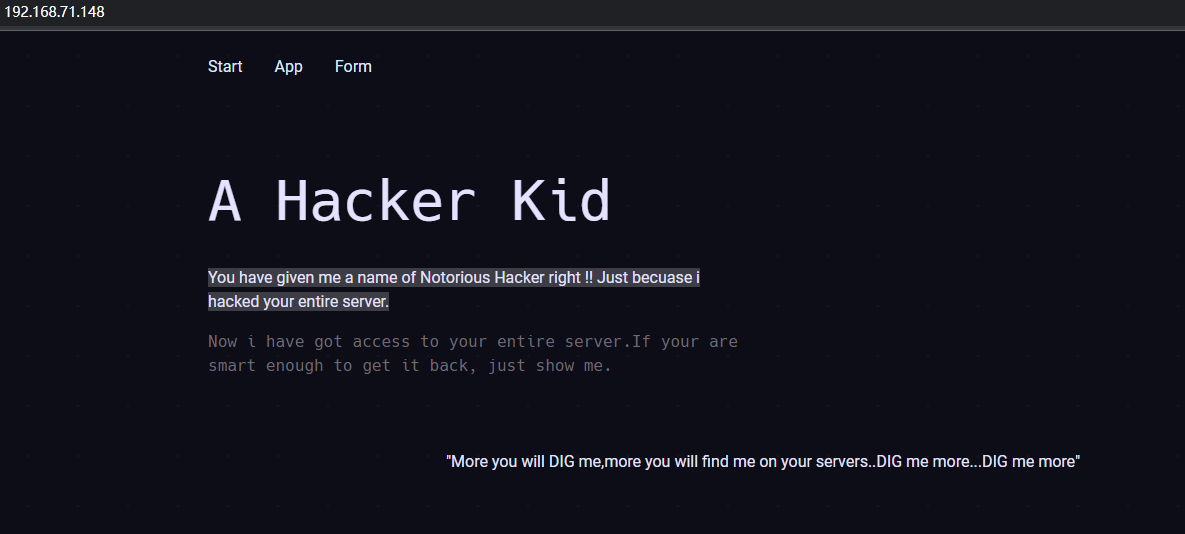 192.168.71.148
Start App Form
A Hacker Kid
You have given me a name of Notorious Hacker right !! Just becuase i
hacked your entire server.
Now i have got access to your entire server.If your are
smart enough to get it back, just show me.
"More you will DIG me,more you will find me on your servers..DIG me more...DIG me more"